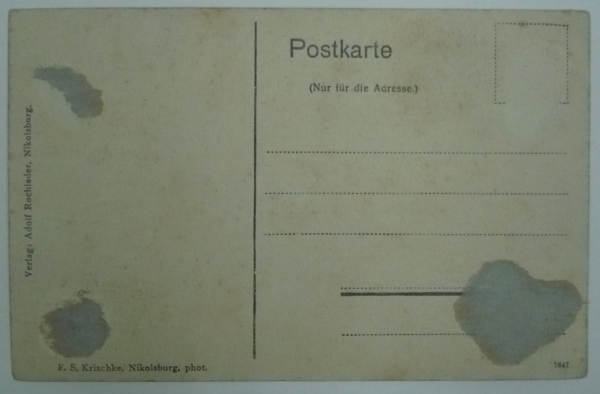 Postkarte
(Nur für die Adresse.)
Verlag: Adolf Rochleder, Nikolsburg.
F. S. Krischke, Nikolsburg, phot.
7847